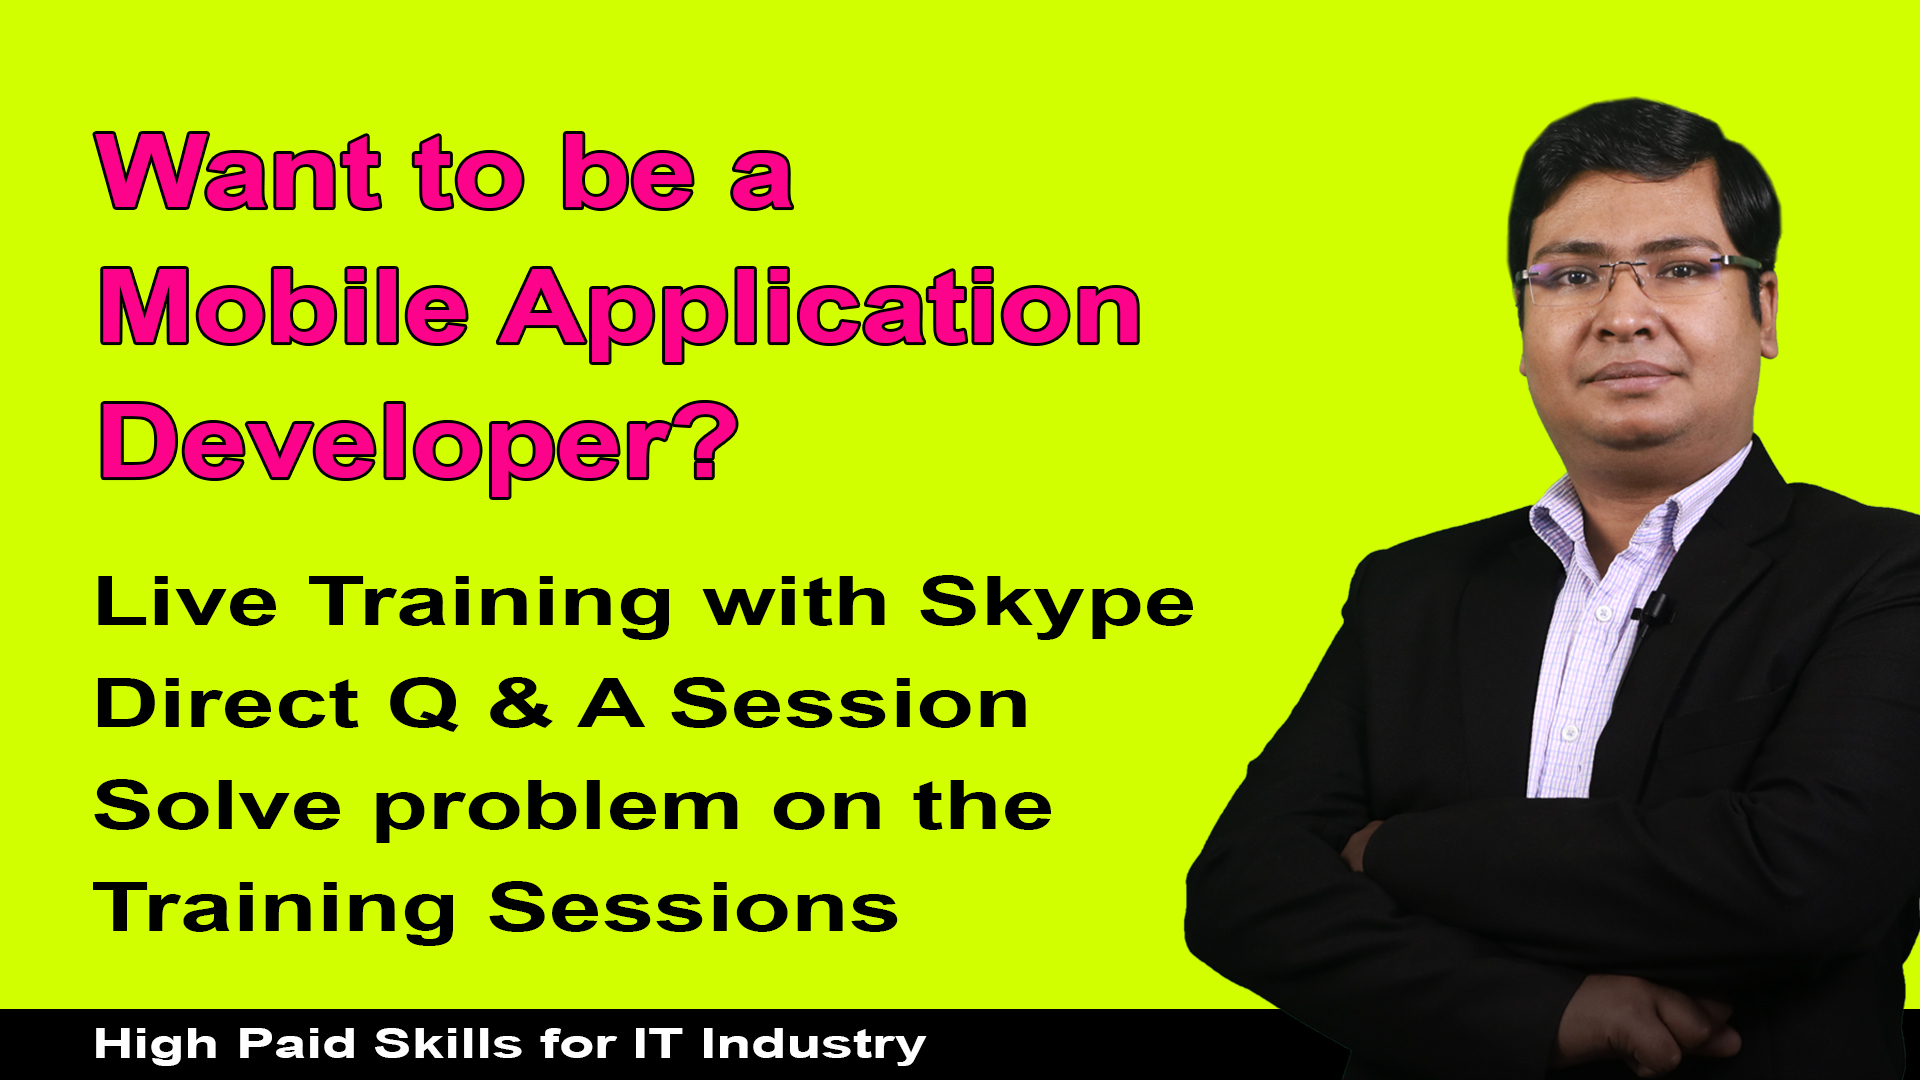 Want to be a
Mobile Application
Developer?
Live Training with Skype
Direct Q & A Session
Solve problem on the
Training Sessions
High Paid Skills for IT Industry